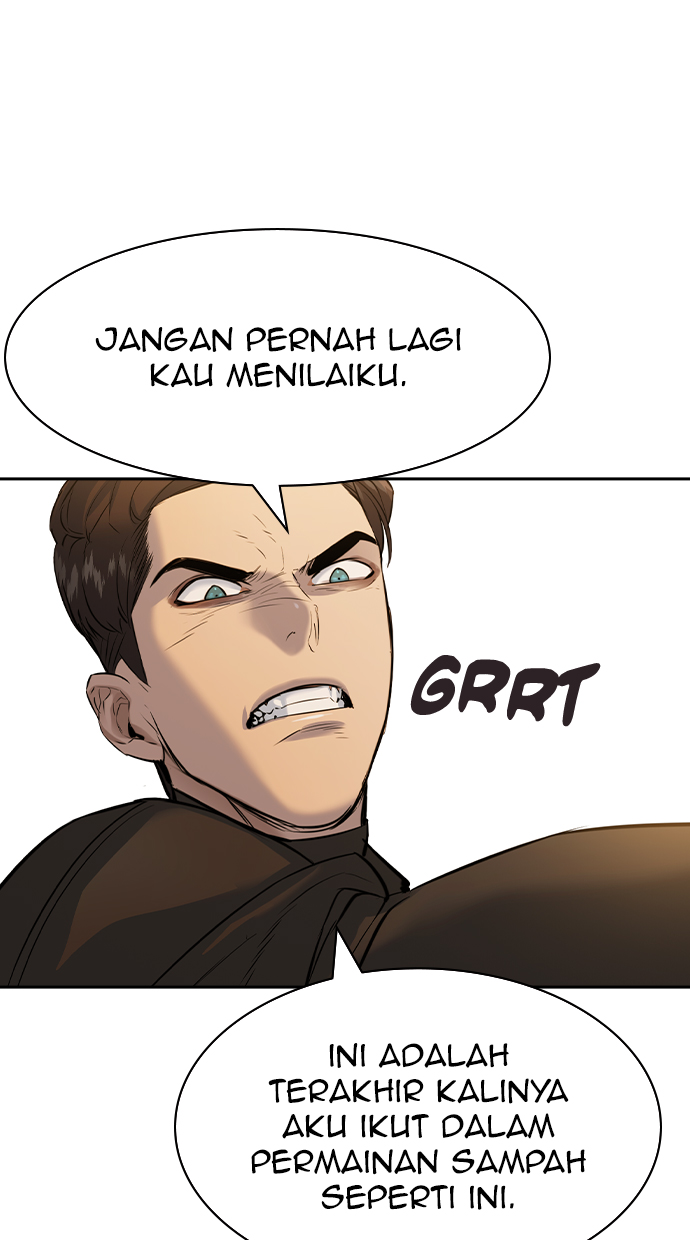 JANGAN PERNAH LAGI
KAU MENILAIKU.
GRRT
INI ADALAH
TERAKHIR KALINYA
AKU IKUT DALAM
PERMAINAN SAMPAH
SEPERTI INI.